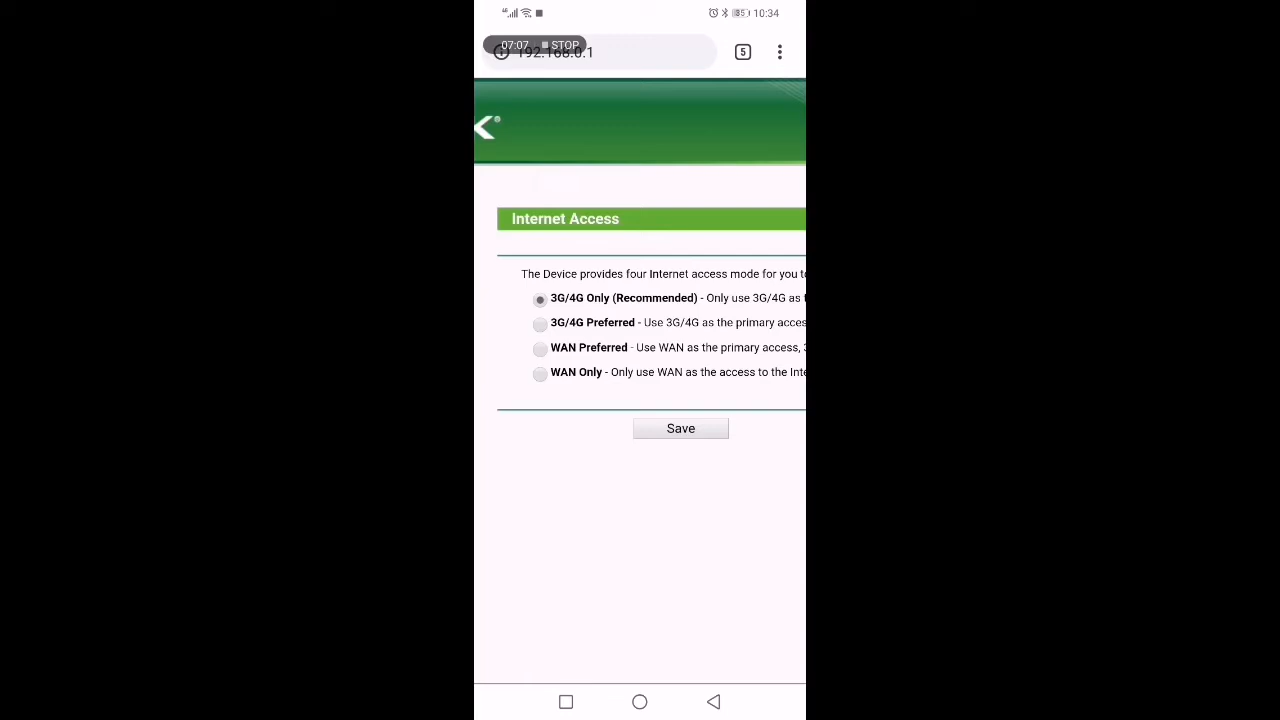 4G 85 10:34
07:07 STOP
192.168.0.1 5
K®
Internet Access
The Device provides four Internet access mode for you to
3G/4G Only (Recommended) - Only use 3G/4G as
3G/4G Preferred - Use 3G/4G as the primary acces
WAN Preferred - Use WAN as the primary access, 3
WAN Only - Only use WAN as the access to the Inte
Save